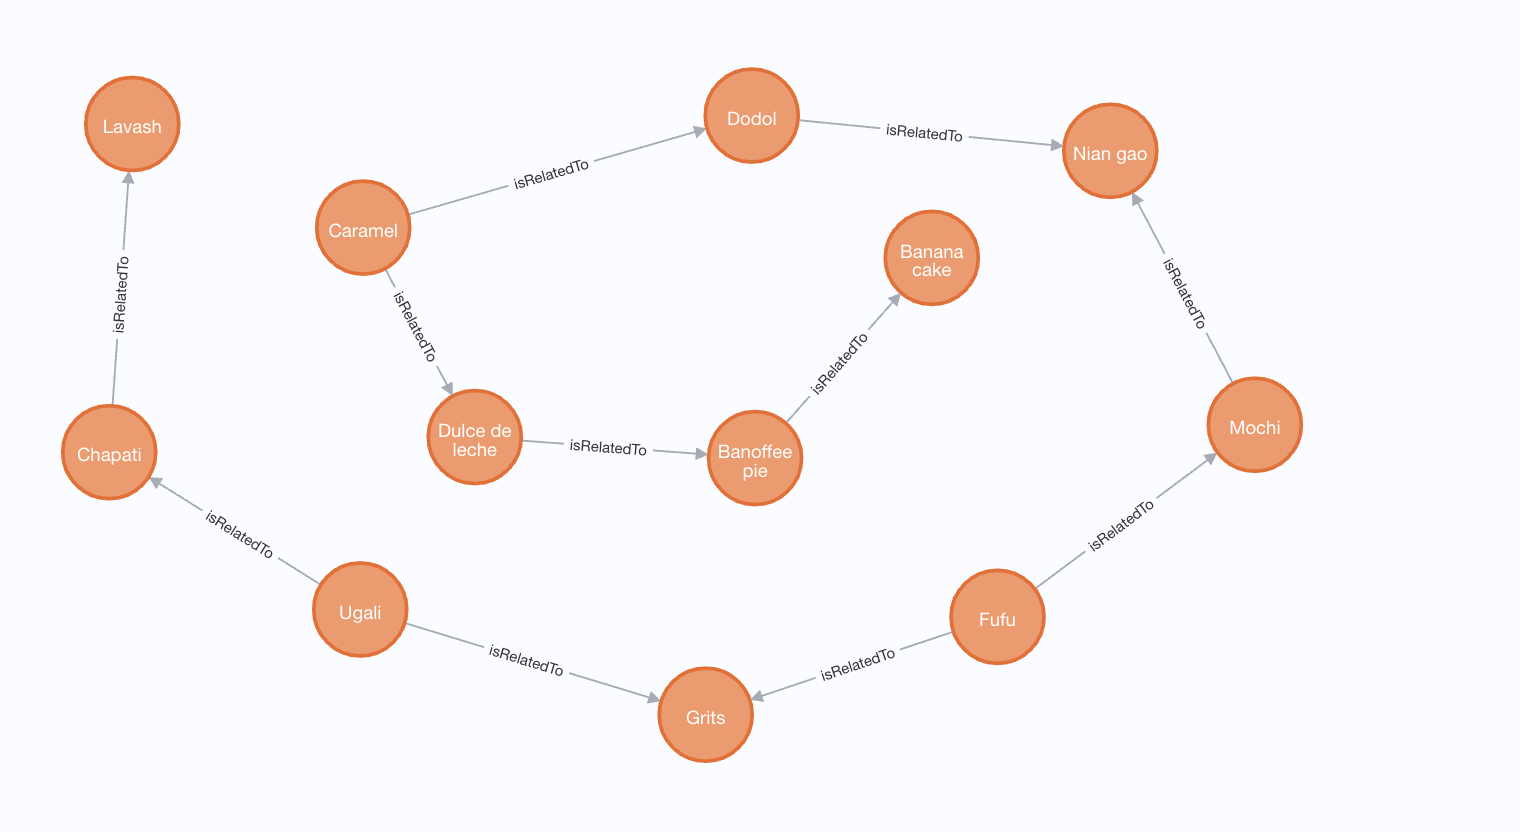 Lavash
Dodol
isRelatedTo
Nian gao
isRelatedTo
Caramel
Banana
cake
isRelatedTo
isRelatedTo
isRelatedTo
isRelatedTo
Dulce de
leche
isRelatedTo
Banoffee
pie
Mochi
Chapati
isRelatedTo
isRelatedTo
Ugali
Fufu
isRelatedTo
isRelatedTo
Grits